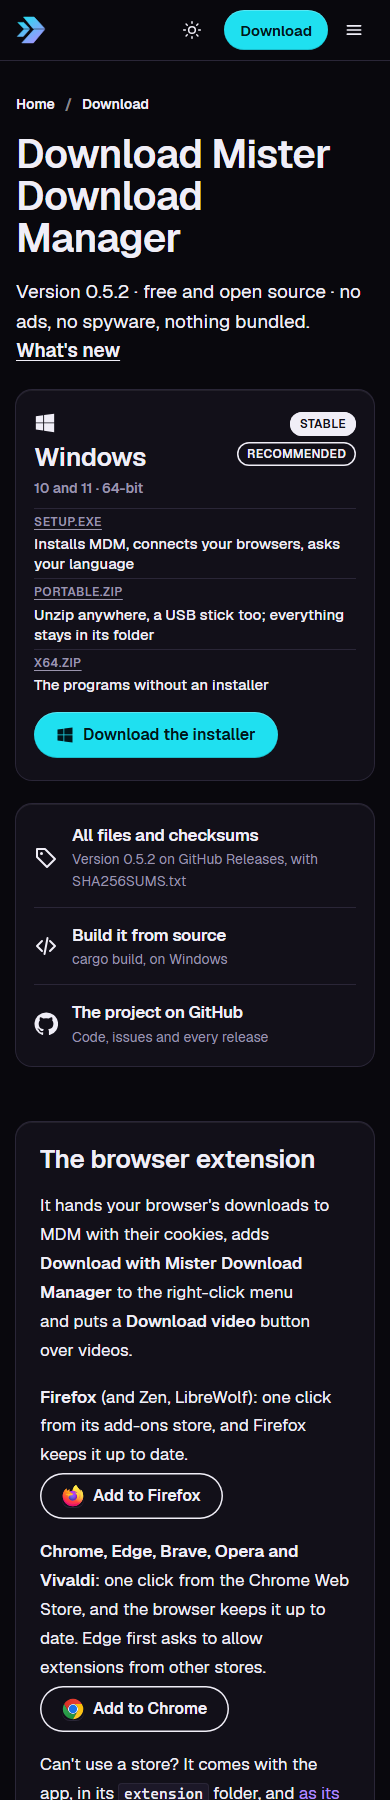 Download
Home / Download
Download Mister
Download
Manager
Version 0.5.2 · free and open source · no
ads, no spyware, nothing bundled.
What's new
STABLE
Windows
RECOMMENDED
10 and 11 · 64-bit
SETUP.EXE
Installs MDM, connects your browsers, asks
your language
PORTABLE.ZIP
Unzip anywhere, a USB stick too; everything
stays in its folder
X64.ZIP
The programs without an installer
Download the installer
All files and checksums
Version 0.5.2 on GitHub Releases, with
SHA256SUMS.txt
Build it from source
cargo build, on Windows
The project on GitHub
Code, issues and every release
The browser extension
It hands your browser's downloads to
MDM with their cookies, adds
Download with Mister Download
Manager to the right-click menu
and puts a Download video button
over videos.
Firefox (and Zen, LibreWolf): one click
from its add-ons store, and Firefox
keeps it up to date.
Add to Firefox
Chrome, Edge, Brave, Opera and
Vivaldi: one click from the Chrome Web
Store, and the browser keeps it up to
date. Edge first asks to allow
extensions from other stores.
Add to Chrome
Can't use a store? It comes with the
app, in its extension folder, and as its